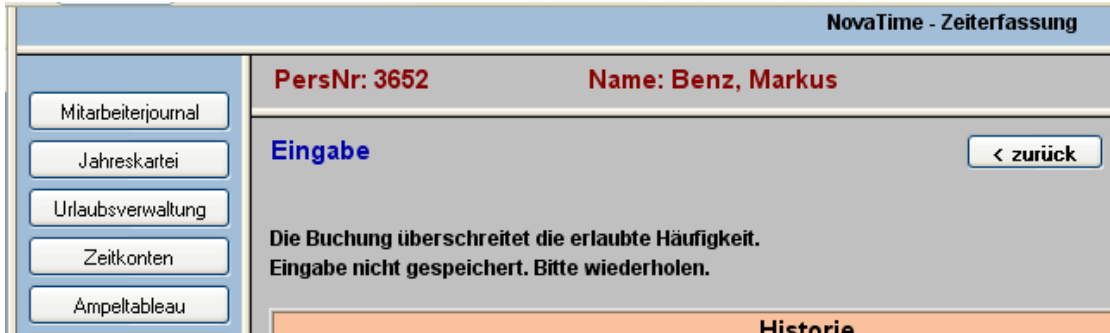 NovaTime - Zeiterfassung
PersNr: 3652 Name: Benz, Markus
Mitarbeiterjournal
Jahreskartei
Urlaubsverwaltung
Zeitkonten
Ampeltableau
Eingabe
< zurück
Die Buchung überschreitet die erlaubte Häufigkeit.
Eingabe nicht gespeichert. Bitte wiederholen.
Historie